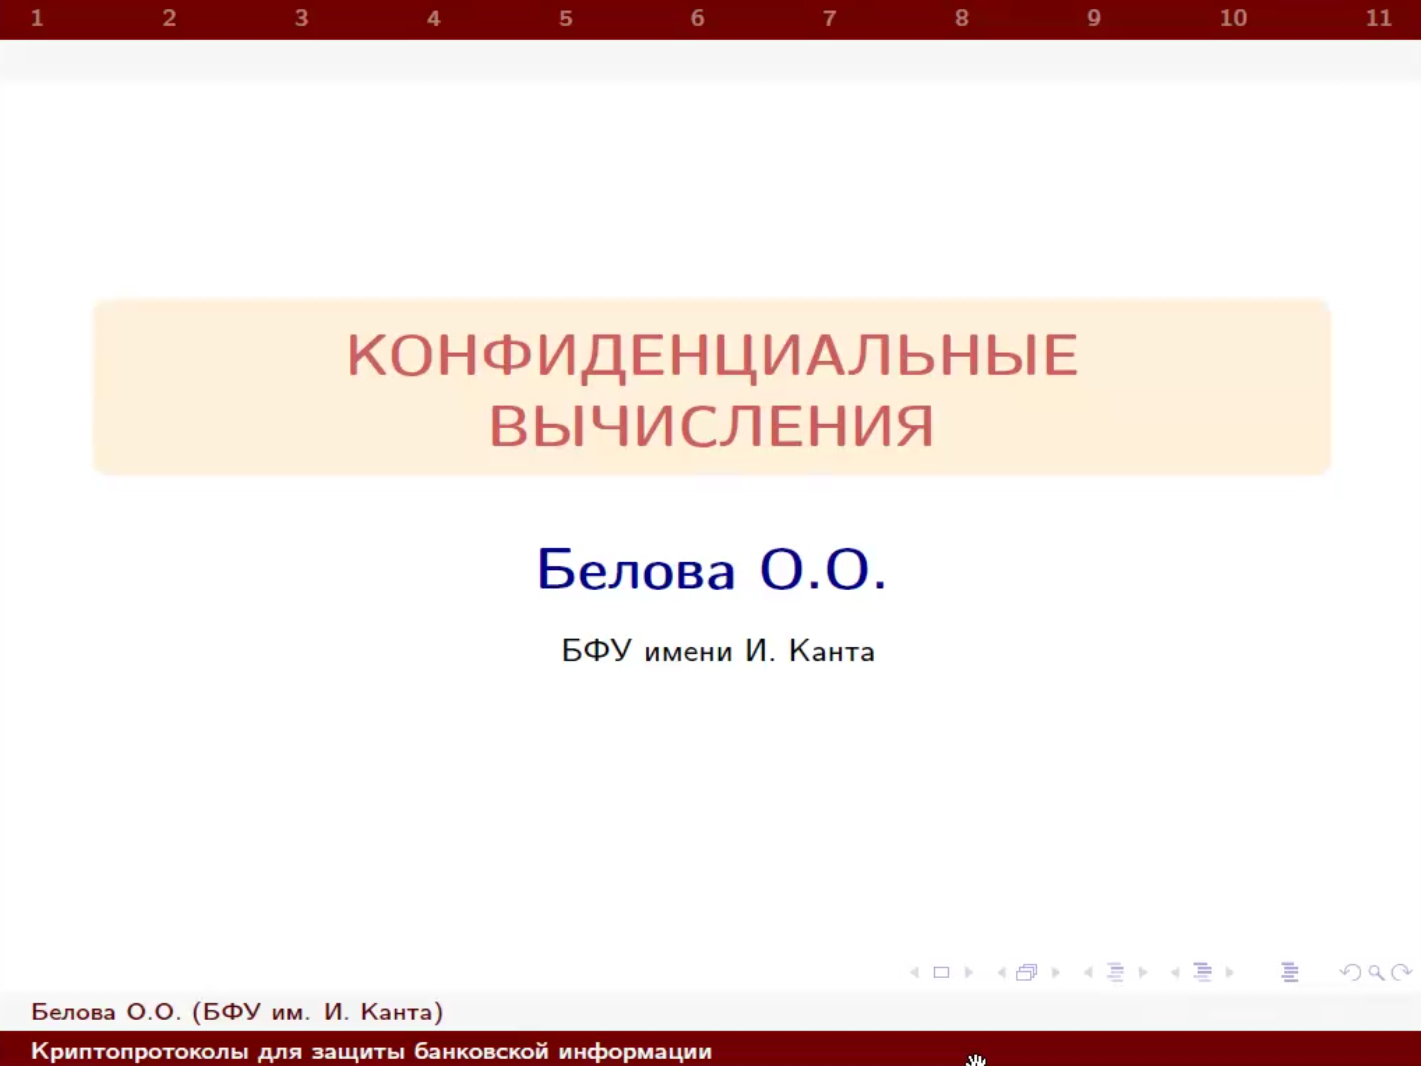 1 2 3 4 5 6 7 8 9 10 11
КОНФИДЕНЦИАЛЬНЫЕ
ВЫЧИСЛЕНИЯ
Белова О.О.
БФУ имени И. Канта
Белова О.О. (БФУ им. И. Канта)
Криптопротоколы для защиты банковской информации